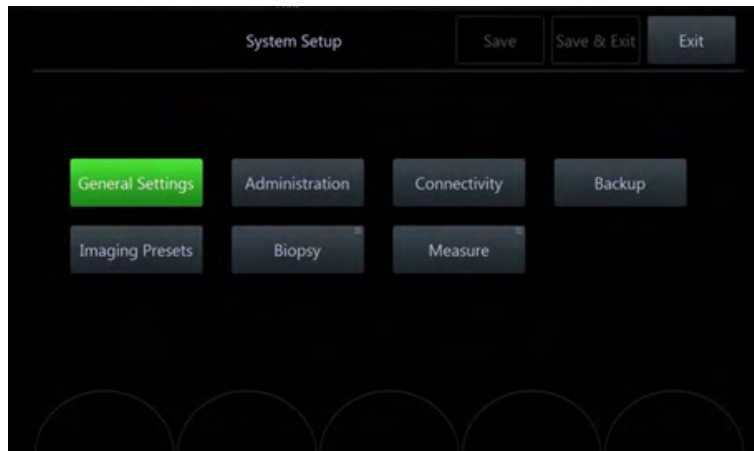 System Setup Save Save & Exit Exit
General Settings Administration Connectivity Backup
Imaging Presets Biopsy Measure